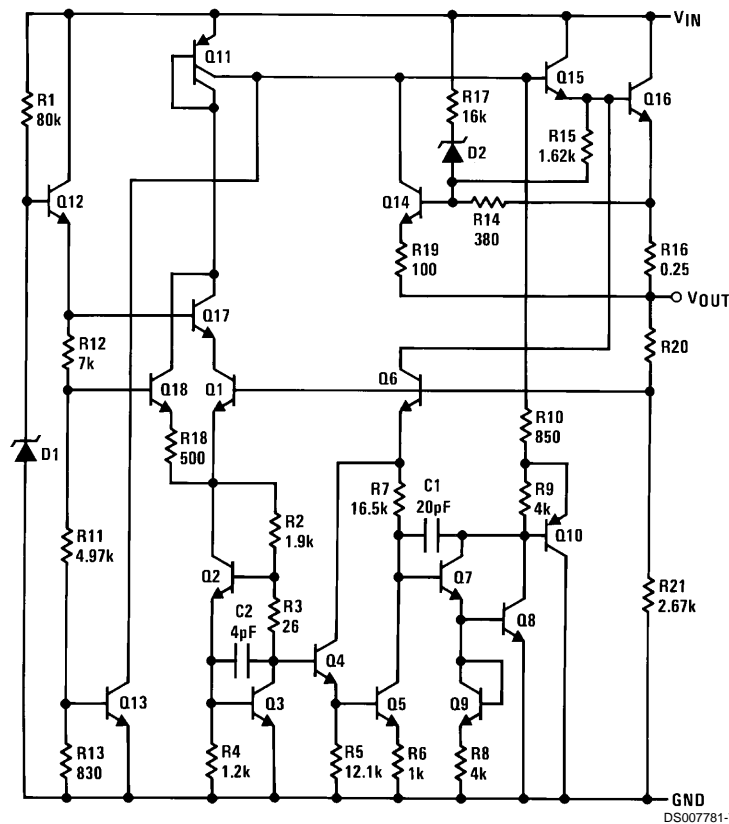 VIN
Q11
Q15
Q16
R1
80k
R17
16k
R15
1.62k
D2
Q12
Q14
R14
380
R19
100
R16
0.25
VOUT
Q17
R12
7k
R20
Q18
Q1
Q6
R18
500
R10
850
D1
R7
16.5k
C1
20pF
R9
4k
Q10
R2
1.9k
R11
4.97k
Q2
Q7
R21
2.67k
R3
26
C2
4pF
Q8
Q4
Q13
Q3
Q5
Q9
R13
830
R4
1.2k
R5
12.1k
R6
1k
R8
4k
GND